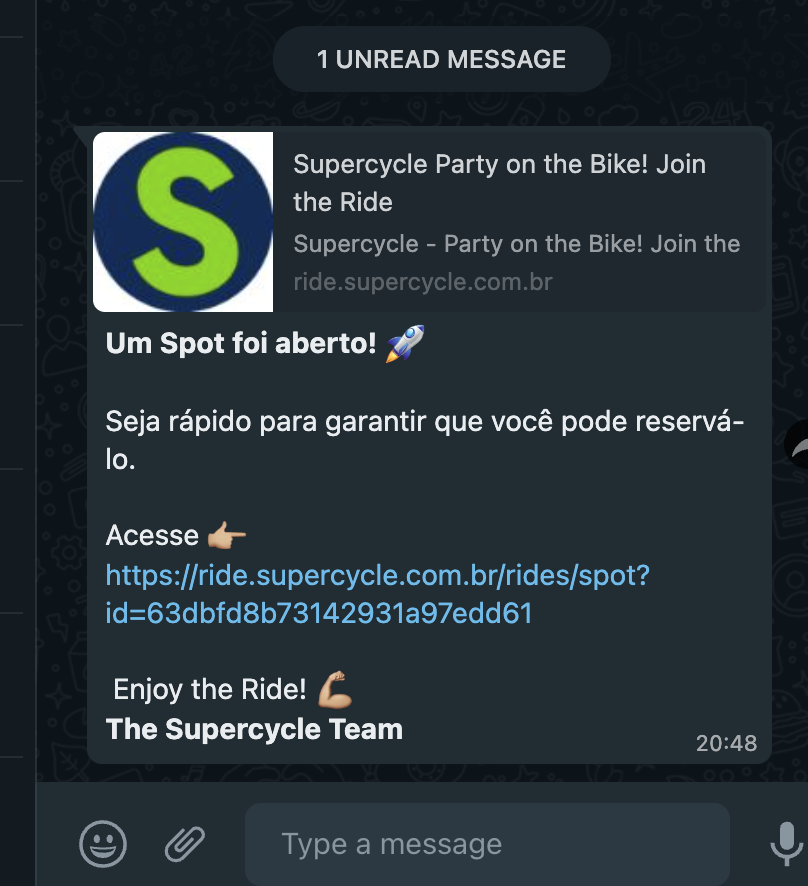 1 UNREAD MESSAGE
S
Supercycle Party on the Bike! Join
the Ride
Supercycle - Party on the Bike! Join the
ride.supercycle.com.br
Um Spot foi aberto! 🚀
Seja rápido para garantir que você pode reservá-
lo.
Acesse 👉🏼
https://ride.supercycle.com.br/rides/spot?
id=63dbfd8b73142931a97edd61
Enjoy the Ride! 💪🏼
The Supercycle Team
20:48
Type a message